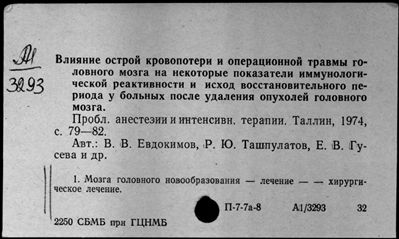 А1
3293
Влияние острой кровопотери и операционной травмы го-
ловного мозга на некоторые показатели иммунологи-
ческой реактивности и исход восстановительного пе-
риода у больных после удаления опухолей головного
мозга.
Пробл. анестезии и интенсивн. терапии. Таллин, 1974,
с. 79—82.
Авт.: В. В. Евдокимов, Р. Ю. Ташпулатов, Е. В. Гу-
сева и др.
1. Мозга головного новообразования — лечение — — хирурги-
ческое лечение.
П-7-7а-8 А1/3293 32
2250 СБМБ при ГЦНМБ